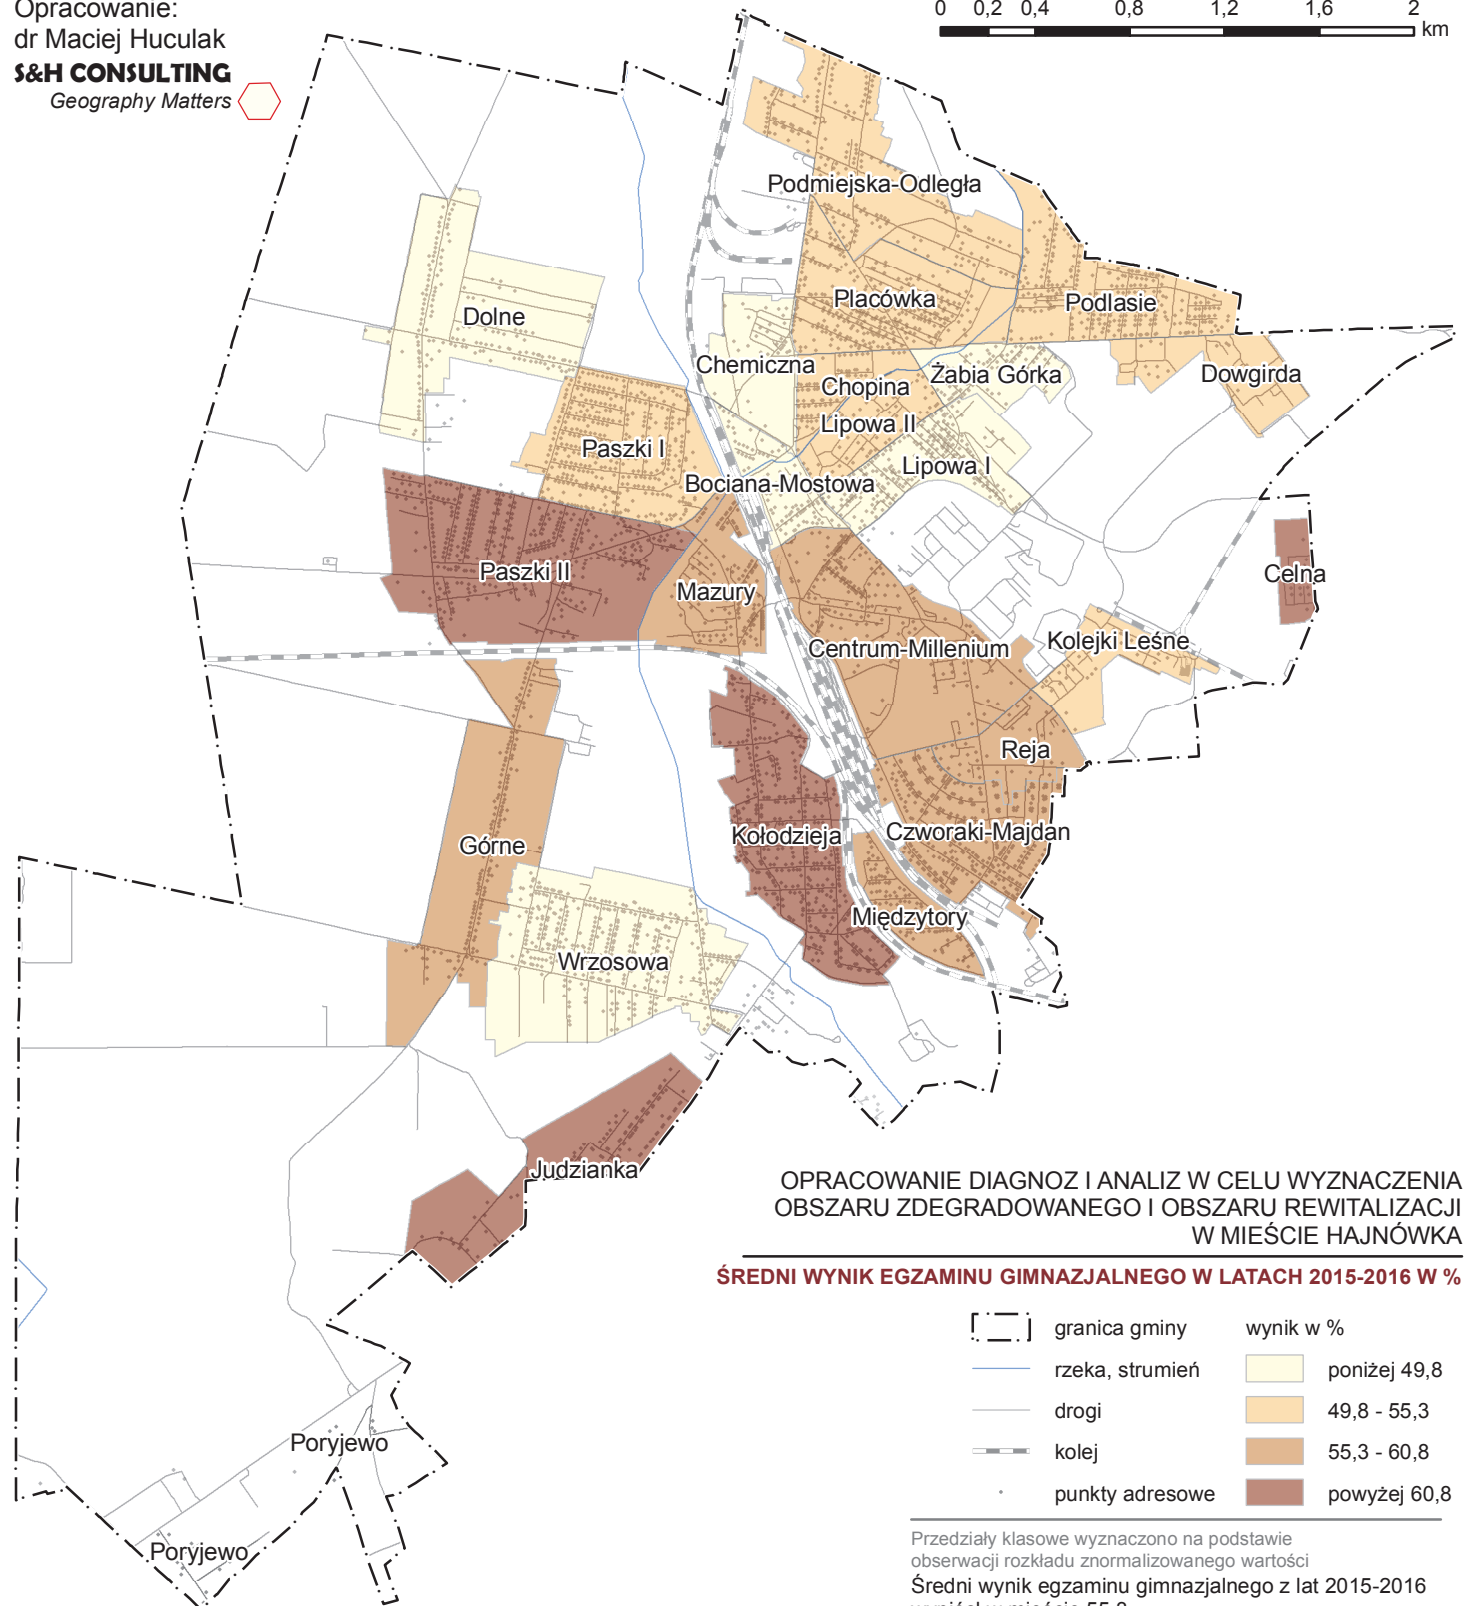 Opracowanie:
dr Maciej Huculak
S&H CONSULTING
Geography Matters
0 0,2 0,4 0,8 1,2 1,6 2
km
Podmiejska-Odległa
Placówka
Podlasie
Dolne
Chemiczna
Chopina
Żabia Górka
Dowgirda
Lipowa II
Paszki I
Lipowa I
Bociana-Mostowa
Paszki II
Celna
Mazury
Centrum-Millenium
Kolejki Leśne
Reja
Kołodzieja
Czworaki-Majdan
Górne
Międzytory
Wrzosowa
Judzianka
Poryjewo
Poryjewo
OPRACOWANIE DIAGNOZ I ANALIZ W CELU WYZNACZENIA
OBSZARU ZDEGRADOWANEGO I OBSZARU REWITALIZACJI
W MIEŚCIE HAJNÓWKA
ŚREDNI WYNIK EGZAMINU GIMNAZJALNEGO W LATACH 2015-2016 W %
granica gminy
wynik w %
rzeka, strumień
poniżej 49,8
drogi
49,8 - 55,3
kolej
55,3 - 60,8
punkty adresowe
powyżej 60,8
Przedziały klasowe wyznaczono na podstawie
obserwacji rozkładu znormalizowanego wartości
Średni wynik egzaminu gimnazjalnego z lat 2015-2016